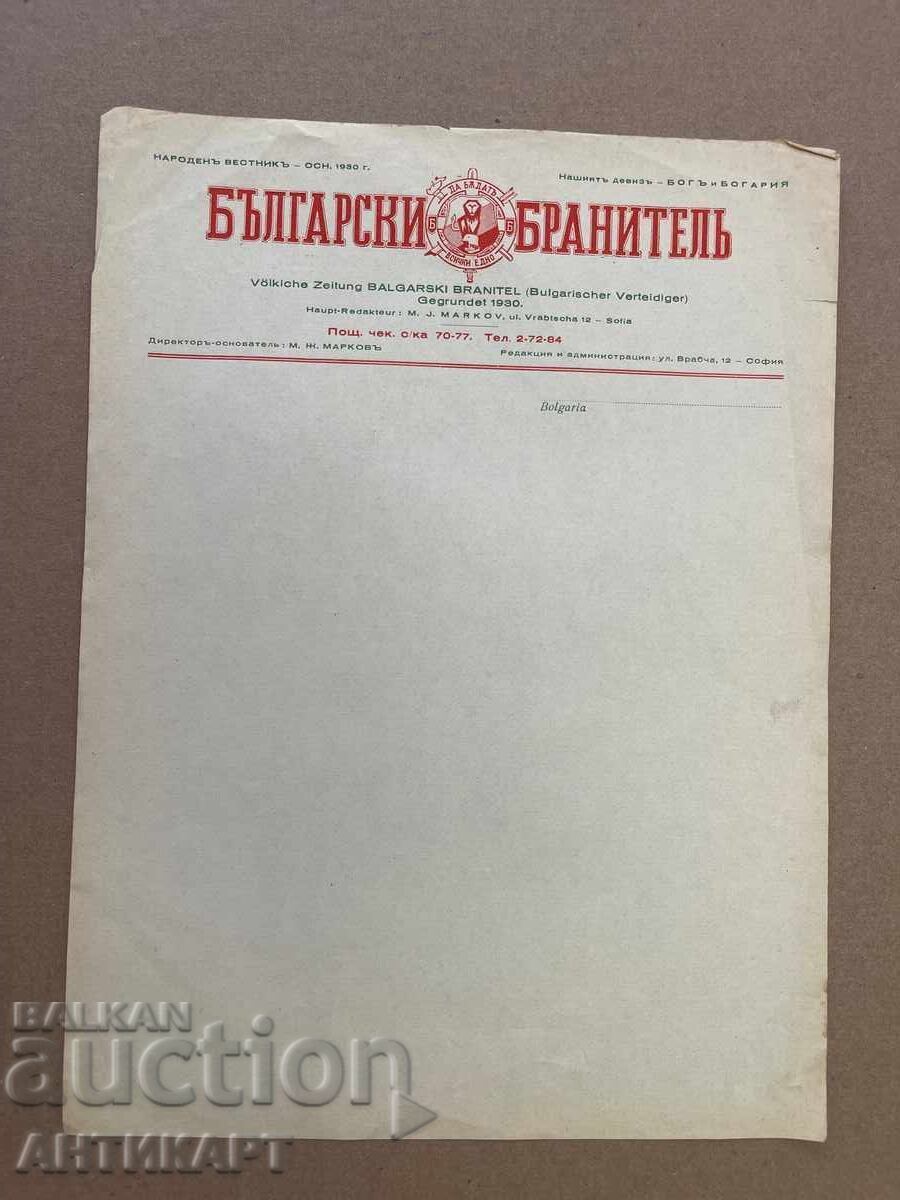 НАРОДЕНЪ ВЕСТНИКЪ – ОСН. 1930 г.
Нашиятъ девизъ – БОГЪ и БОГАРИЯ
БЪЛГАРСКИ БРАНИТЕЛЬ
ДА БѪДАТЪ
Б Б
ВСИЧКИ ЕДНО
Völkiche Zeitung BALGARSKI BRANITEL (Bulgarischer Verteidiger)
Gegrundet 1930.
Haupt-Redakteur : M. J. MARKOV, ul. Vrabtscha 12 – Sofia
Пощ. чек. с/ка 70-77. Тел. 2-72-84
Директоръ-основатель : М. Ж. МАРКОВЪ
Редакция и администрация : ул. Врабча, 12 – СОФИЯ
Bolgaria
BALKAN
auction
АНТИКАРТ